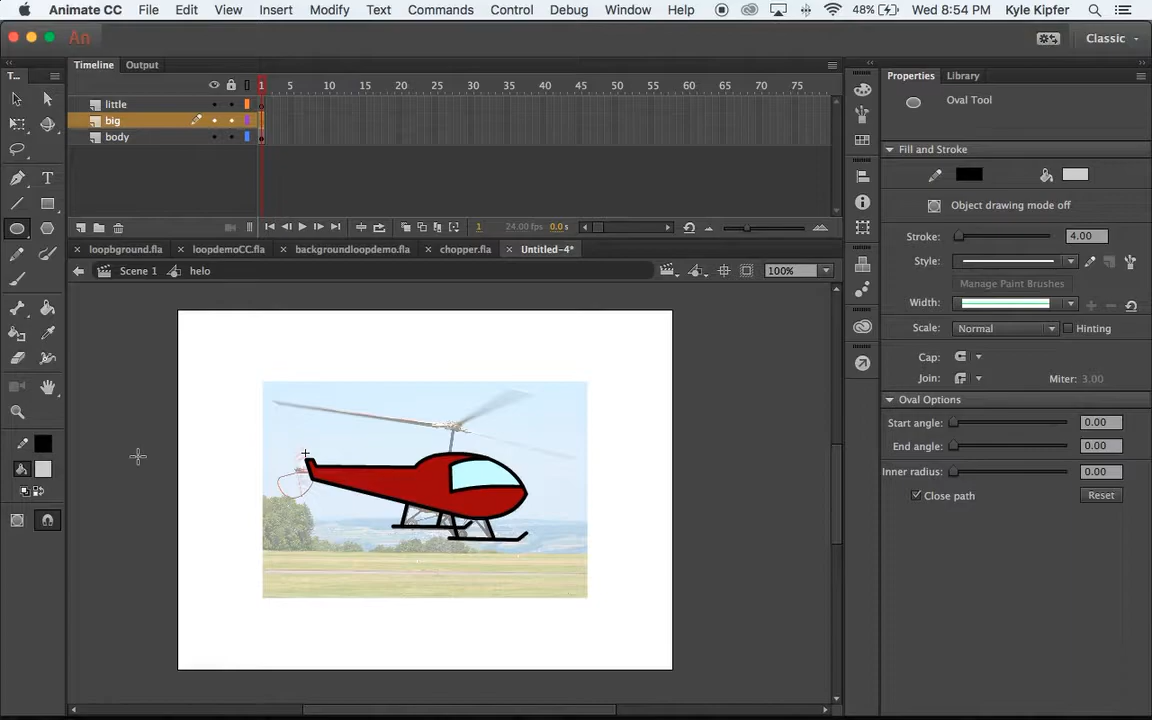 Animate CC File Edit View Insert Modify Text Commands Control Debug Window Help 48% Wed 8:54 PM Kyle Kipfer
An Classic
T... Timeline Output Properties Library
1 5 10 15 20 25 30 35 40 45 50 55 60 65 70 75
Oval Tool
little
big
body
Fill and Stroke
Object drawing mode off
1 24.00 fps 0.0 s
Stroke: 4.00
loopbground.fla loopdemoCC.fla backgroundloopdemo.fla chopper.fla Untitled-4*
Style:
Scene 1 helo 100%
Manage Paint Brushes
Width:
Scale: Normal Hinting
Cap:
Join: Miter: 3.00
Oval Options
Start angle: 0.00
End angle: 0.00
Inner radius: 0.00
Close path Reset